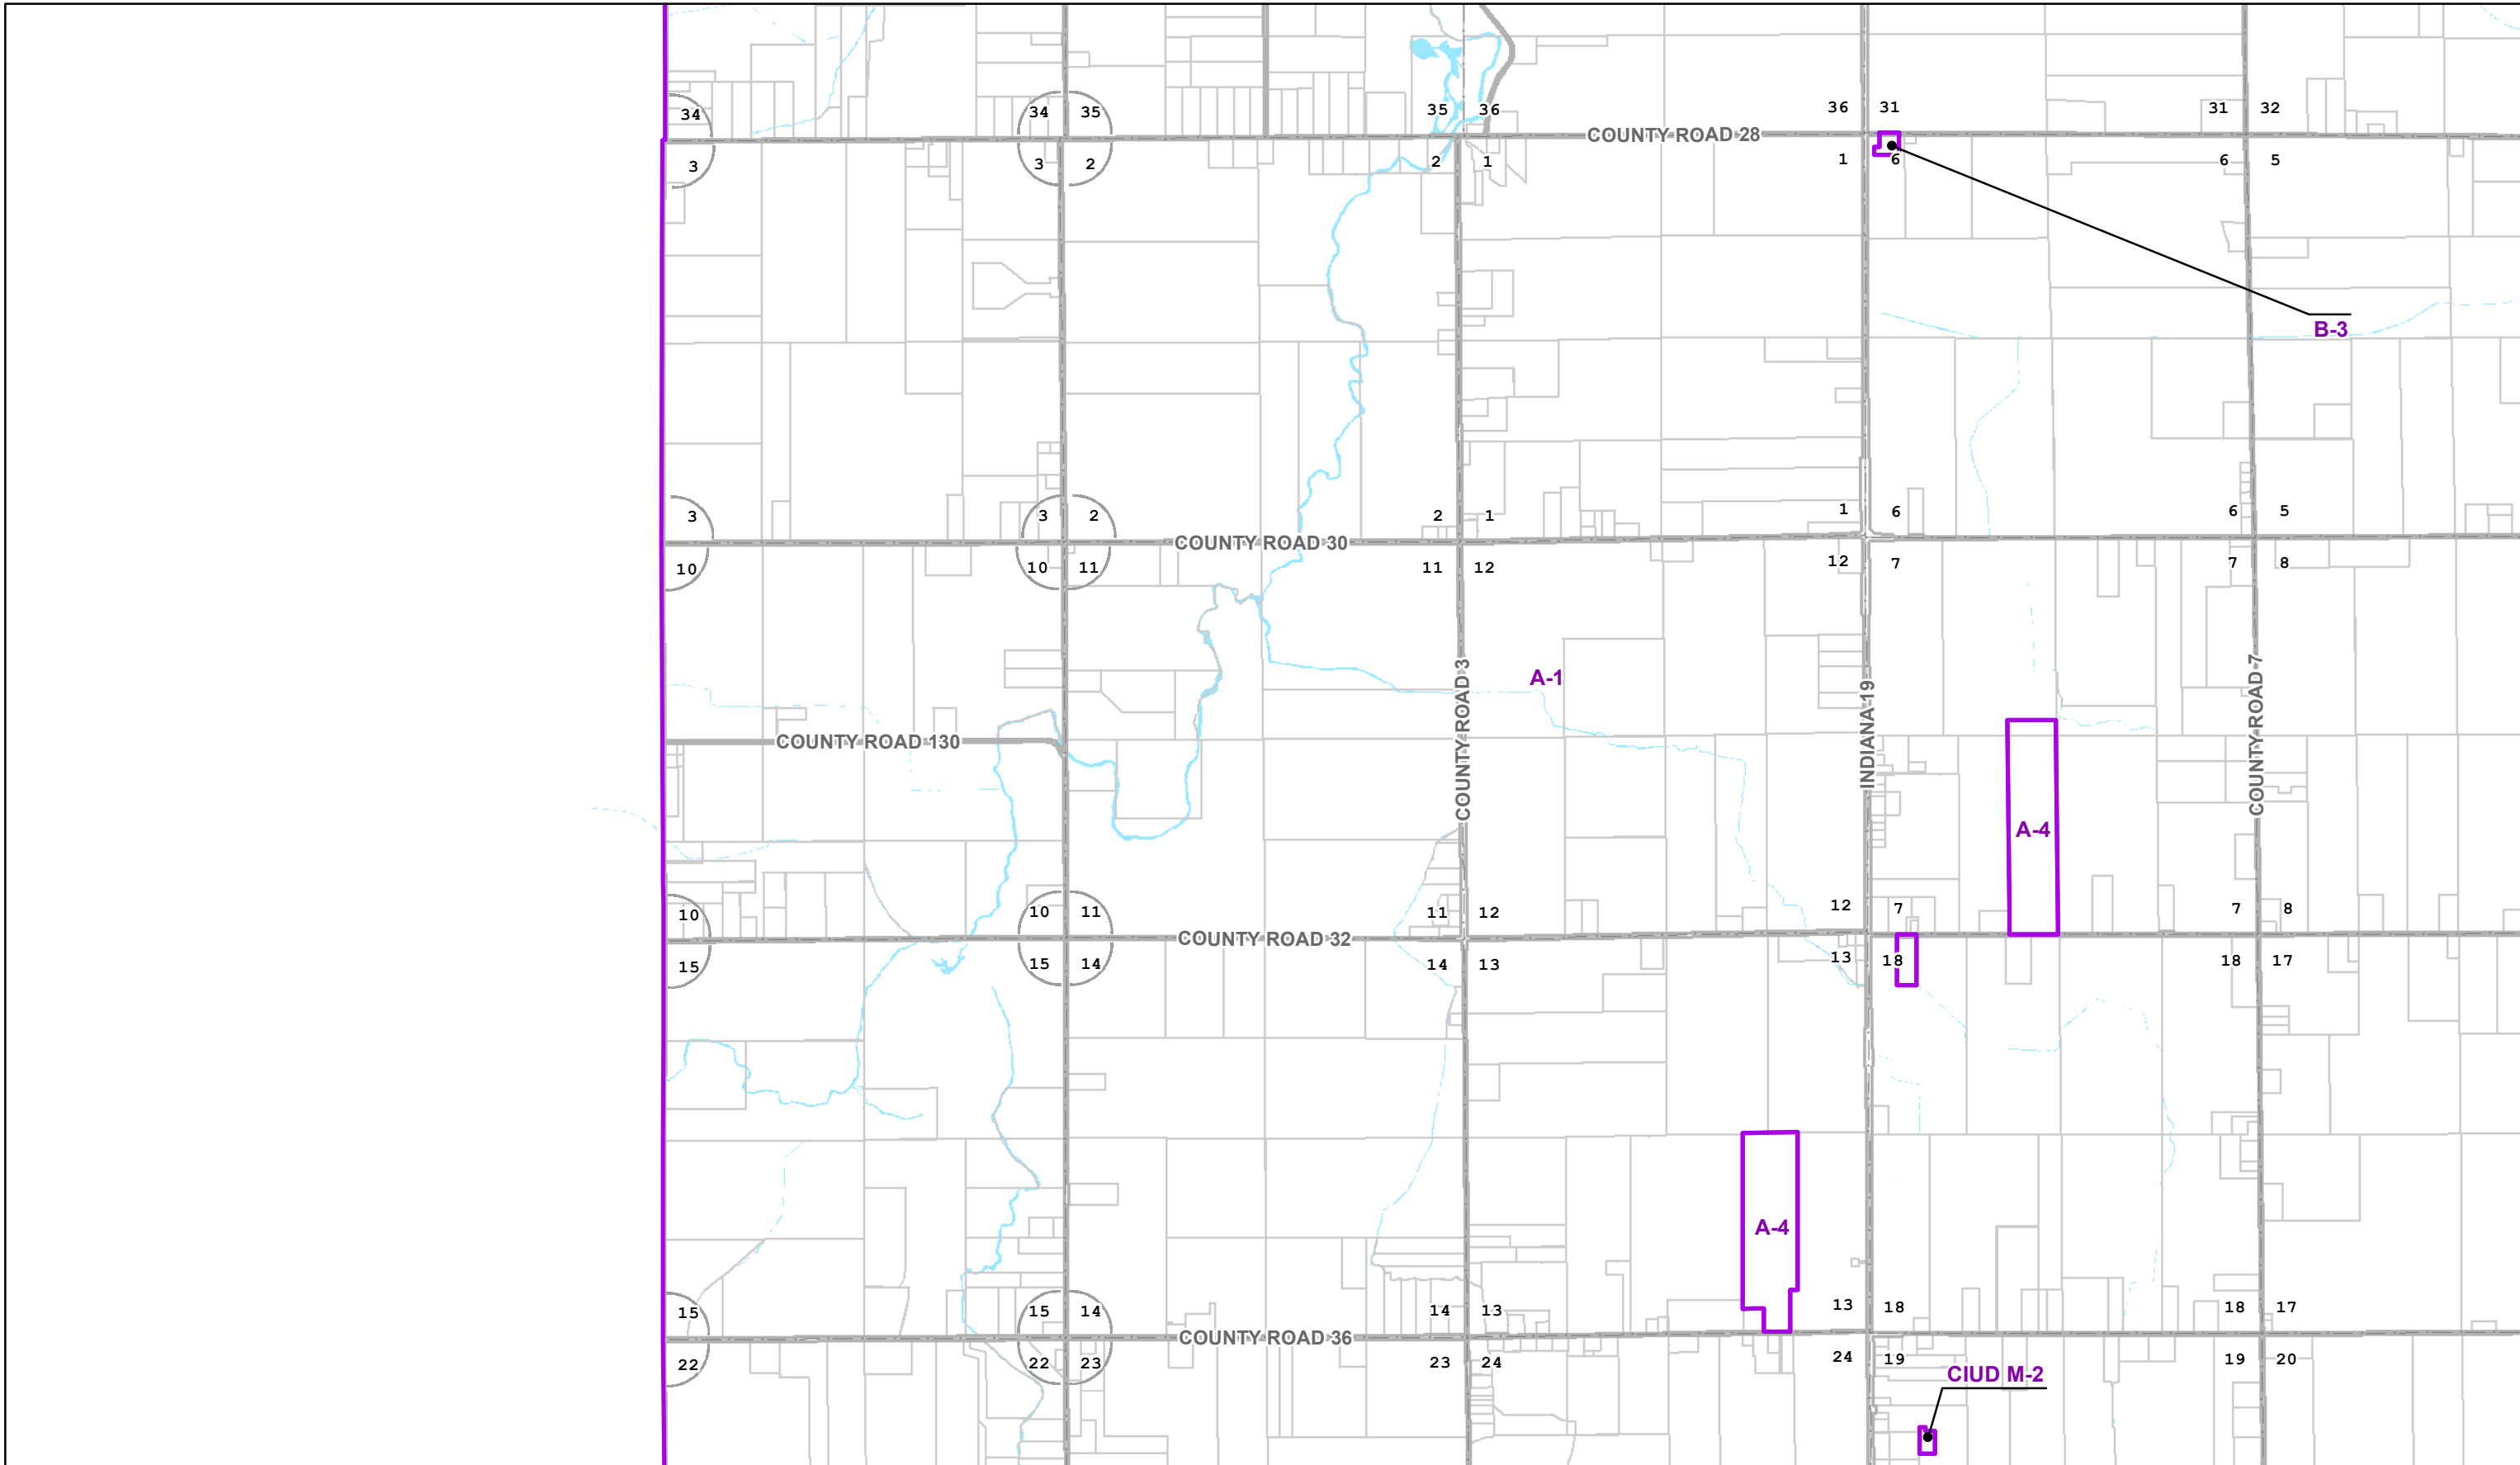 34 34 35 35 36 36 31 31 32
COUNTY ROAD 28
3 3 2 2 1 1 6 6 5
B-3
3 3 2 2 1 1 6 6 5
COUNTY ROAD 30
10 10 11 11 12 12 7 7 8
A-1
COUNTY ROAD 3
INDIANA 19
COUNTY ROAD 7
COUNTY ROAD 130
A-4
10 10 11 11 12 12 7 7 8
COUNTY ROAD 32
15 15 14 14 13 13 18 18 17
A-4
15 15 14 14 13 13 18 18 17
COUNTY ROAD 36
22 22 23 23 24 24 19 19 20
CIUD M-2